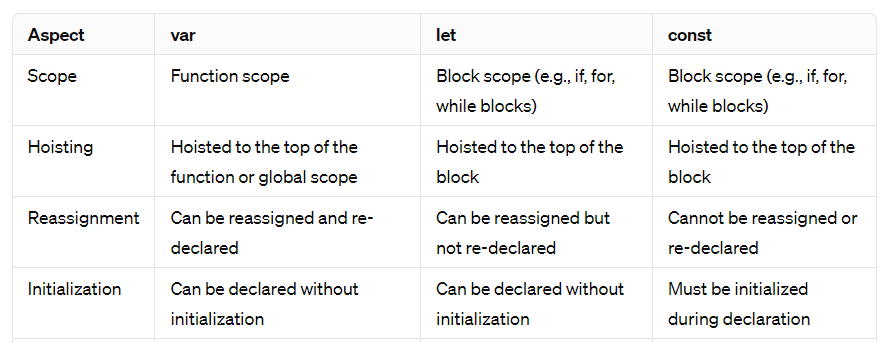 Aspect var let const
Scope Function scope Block scope (e.g., if, for, Block scope (e.g., if, for,
while blocks) while blocks)
Hoisting Hoisted to the top of the Hoisted to the top of the Hoisted to the top of the
function or global scope block block
Reassignment Can be reassigned and re- Can be reassigned but Cannot be reassigned or
declared not re-declared re-declared
Initialization Can be declared without Can be declared without Must be initialized
initialization initialization during declaration